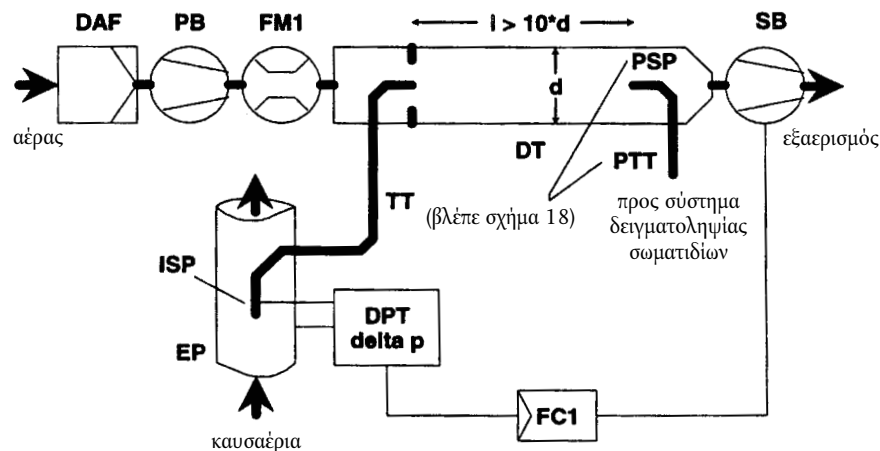 DAF
PB
FM1
l > 10*d
SB
d
PSP
αέρας
εξαερισμός
DT
PTT
TT
(βλέπε σχήμα 18)
προς σύστημα
δειγματοληψίας
σωματιδίων
ISP
DPT
delta p
EP
FC1
καυσαέρια